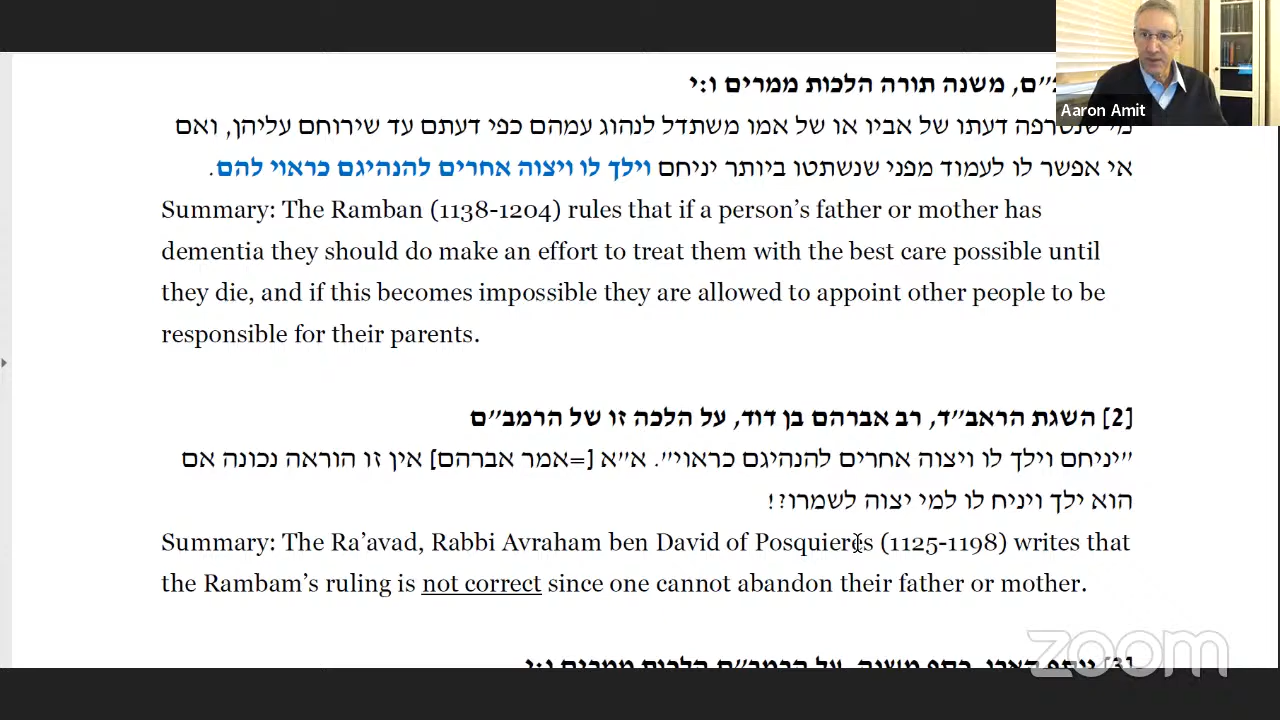 ם, משנה תורה הלכות ממרים ו:י
Aaron Amit
מי שנטרפה דעתו של אביו או של אמו משתדל לנהוג עמהם כפי דעתם עד שירוחם עליהן, ואם
אי אפשר לו לעמוד מפני שנשתטו ביותר יניחם וילך לו ויצוה אחרים להנהיגם כראוי להם.
Summary: The Ramban (1138-1204) rules that if a person’s father or mother has
dementia they should do make an effort to treat them with the best care possible until
they die, and if this becomes impossible they are allowed to appoint other people to be
responsible for their parents.
[2] השגת הראב״ד, רב אברהם בן דוד, על הלכה זו של הרמב״ם
״יניחם וילך לו ויצוה אחרים להנהיגם כראוי״. א״א [=אמר אברהם] אין זו הוראה נכונה אם
הוא ילך ויניח לו למי יצוה לשמרו?!
Summary: The Ra’avad, Rabbi Avraham ben David of Posquieres (1125-1198) writes that
the Rambam’s ruling is not correct since one cannot abandon their father or mother.
[3] כסף משנה, על הרמב״ם הלכות ממרים ו:י
zoom